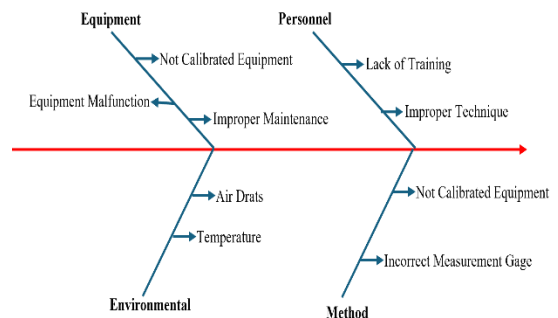 Equipment
Personnel
Not Calibrated Equipment
Lack of Training
Equipment Malfunction
Improper Maintenance
Improper Technique
Air Drats
Not Calibrated Equipment
Temperature
Incorrect Measurement Gage
Environmental
Method